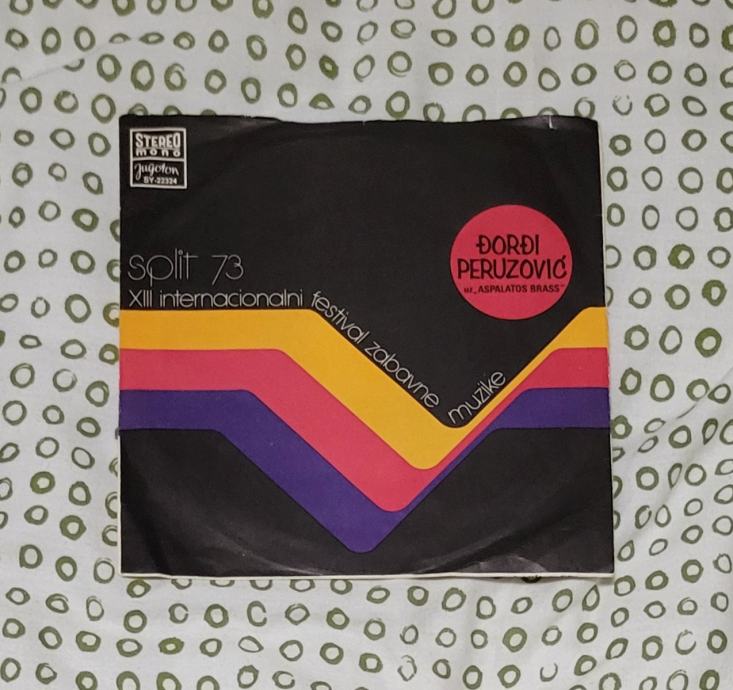 STEREO
mono
Jugoton
SY-22324
ĐORĐI
PERUZOVIĆ
uz „ASPALATOS BRASS”
split 73
XIII internacionalni festival zabavne muzike